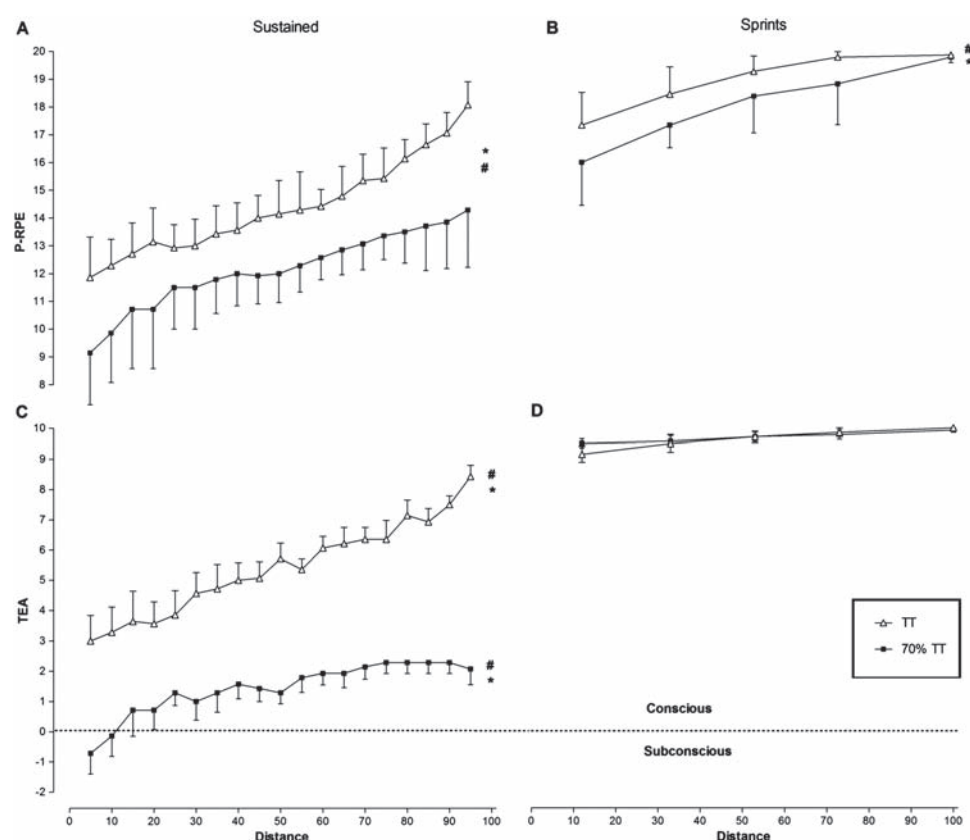 A
Sustained
B
Sprints
20
19
18
17
16
15
14
13
12
11
10
9
8
P-RPE
*
#
#
*
C
D
10
9
8
7
6
5
4
3
2
1
0
-1
-2
TEA
#
*
#
*
TT
70% TT
Conscious
Subconscious
0 10 20 30 40 50 60 70 80 90 100
Distance
10 20 30 40 50 60 70 80 90 100
Distance